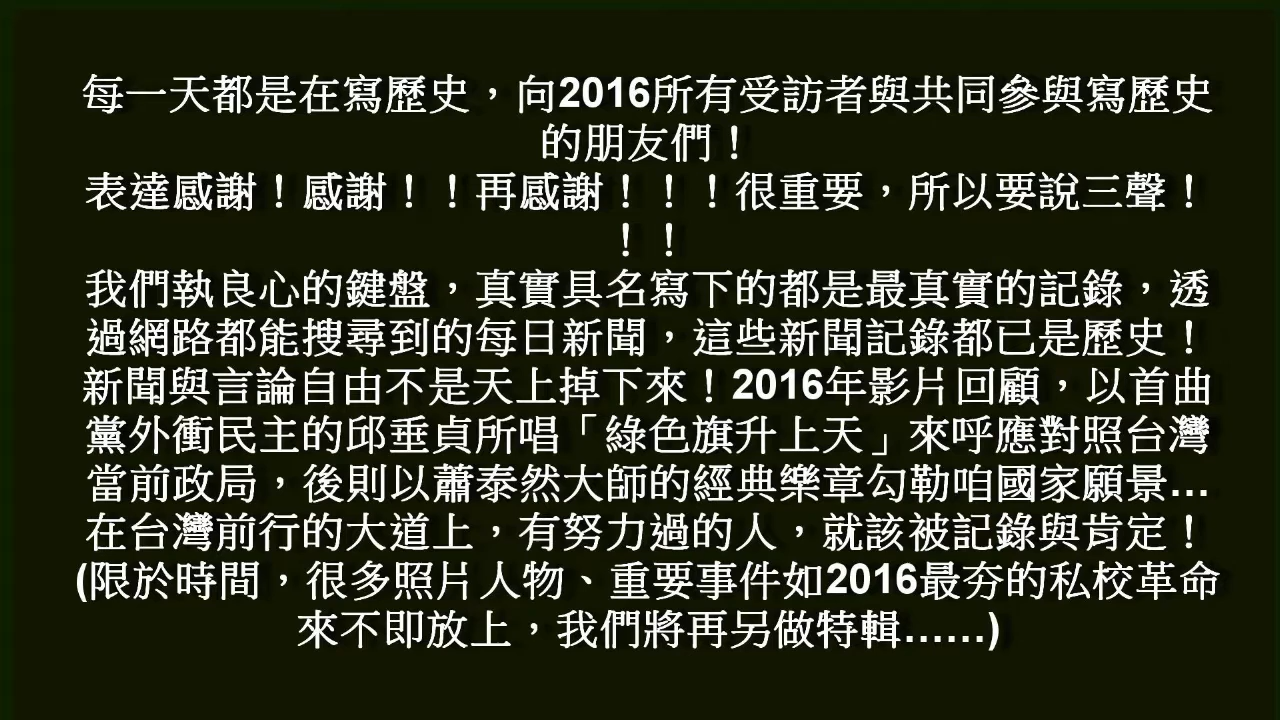 每一天都是在寫歷史，向2016所有受訪者與共同參與寫歷史
的朋友們！
表達感謝！感謝！！再感謝！！！很重要，所以要說三聲！
！！
我們執良心的鍵盤，真實具名寫下的都是最真實的記錄，透
過網路都能搜尋到的每日新聞，這些新聞記錄都已是歷史！
新聞與言論自由不是天上掉下來！2016年影片回顧，以首曲
黨外衝民主的邱垂貞所唱「綠色旗升上天」來呼應對照台灣
當前政局，後則以蕭泰然大師的經典樂章勾勒咱國家願景...
在台灣前行的大道上，有努力過的人，就該被記錄與肯定！
(限於時間，很多照片人物、重要事件如2016最夯的私校革命
來不即放上，我們將再另做特輯......)